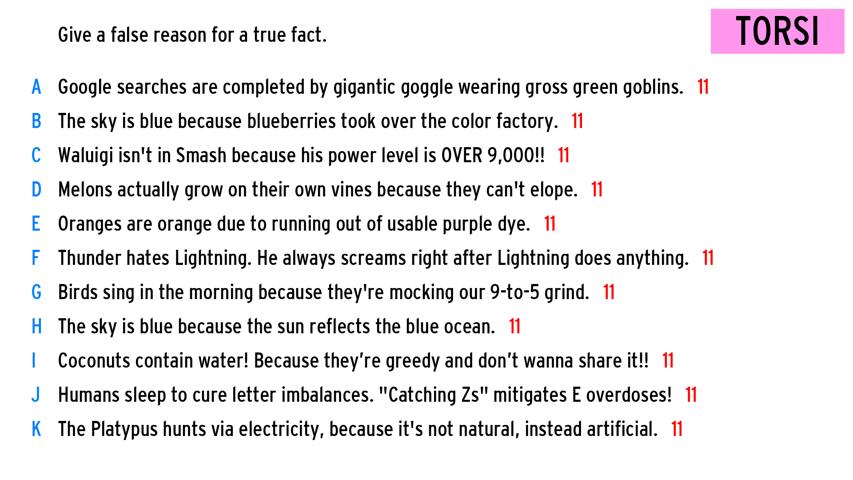 Give a false reason for a true fact.
TORSI
A Google searches are completed by gigantic goggle wearing gross green goblins. 11
B The sky is blue because blueberries took over the color factory. 11
C Waluigi isn't in Smash because his power level is OVER 9,000!! 11
D Melons actually grow on their own vines because they can't elope. 11
E Oranges are orange due to running out of usable purple dye. 11
F Thunder hates Lightning. He always screams right after Lightning does anything. 11
G Birds sing in the morning because they're mocking our 9-to-5 grind. 11
H The sky is blue because the sun reflects the blue ocean. 11
I Coconuts contain water! Because they’re greedy and don’t wanna share it!! 11
J Humans sleep to cure letter imbalances. "Catching Zs" mitigates E overdoses! 11
K The Platypus hunts via electricity, because it's not natural, instead artificial. 11